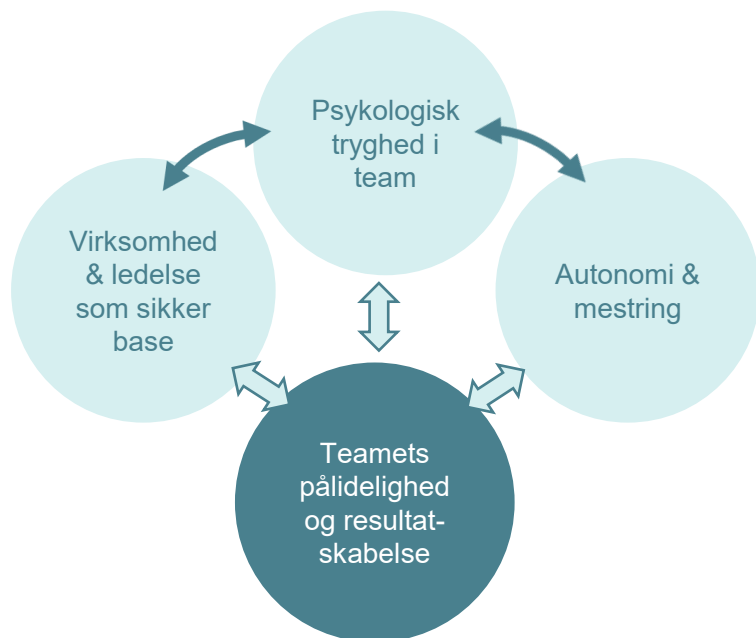 Psykologisk
tryghed i
team
Virksomhed
& ledelse
som sikker
base
Autonomi &
mestring
Teamets
pålidelighed
og resultat-
skabelse